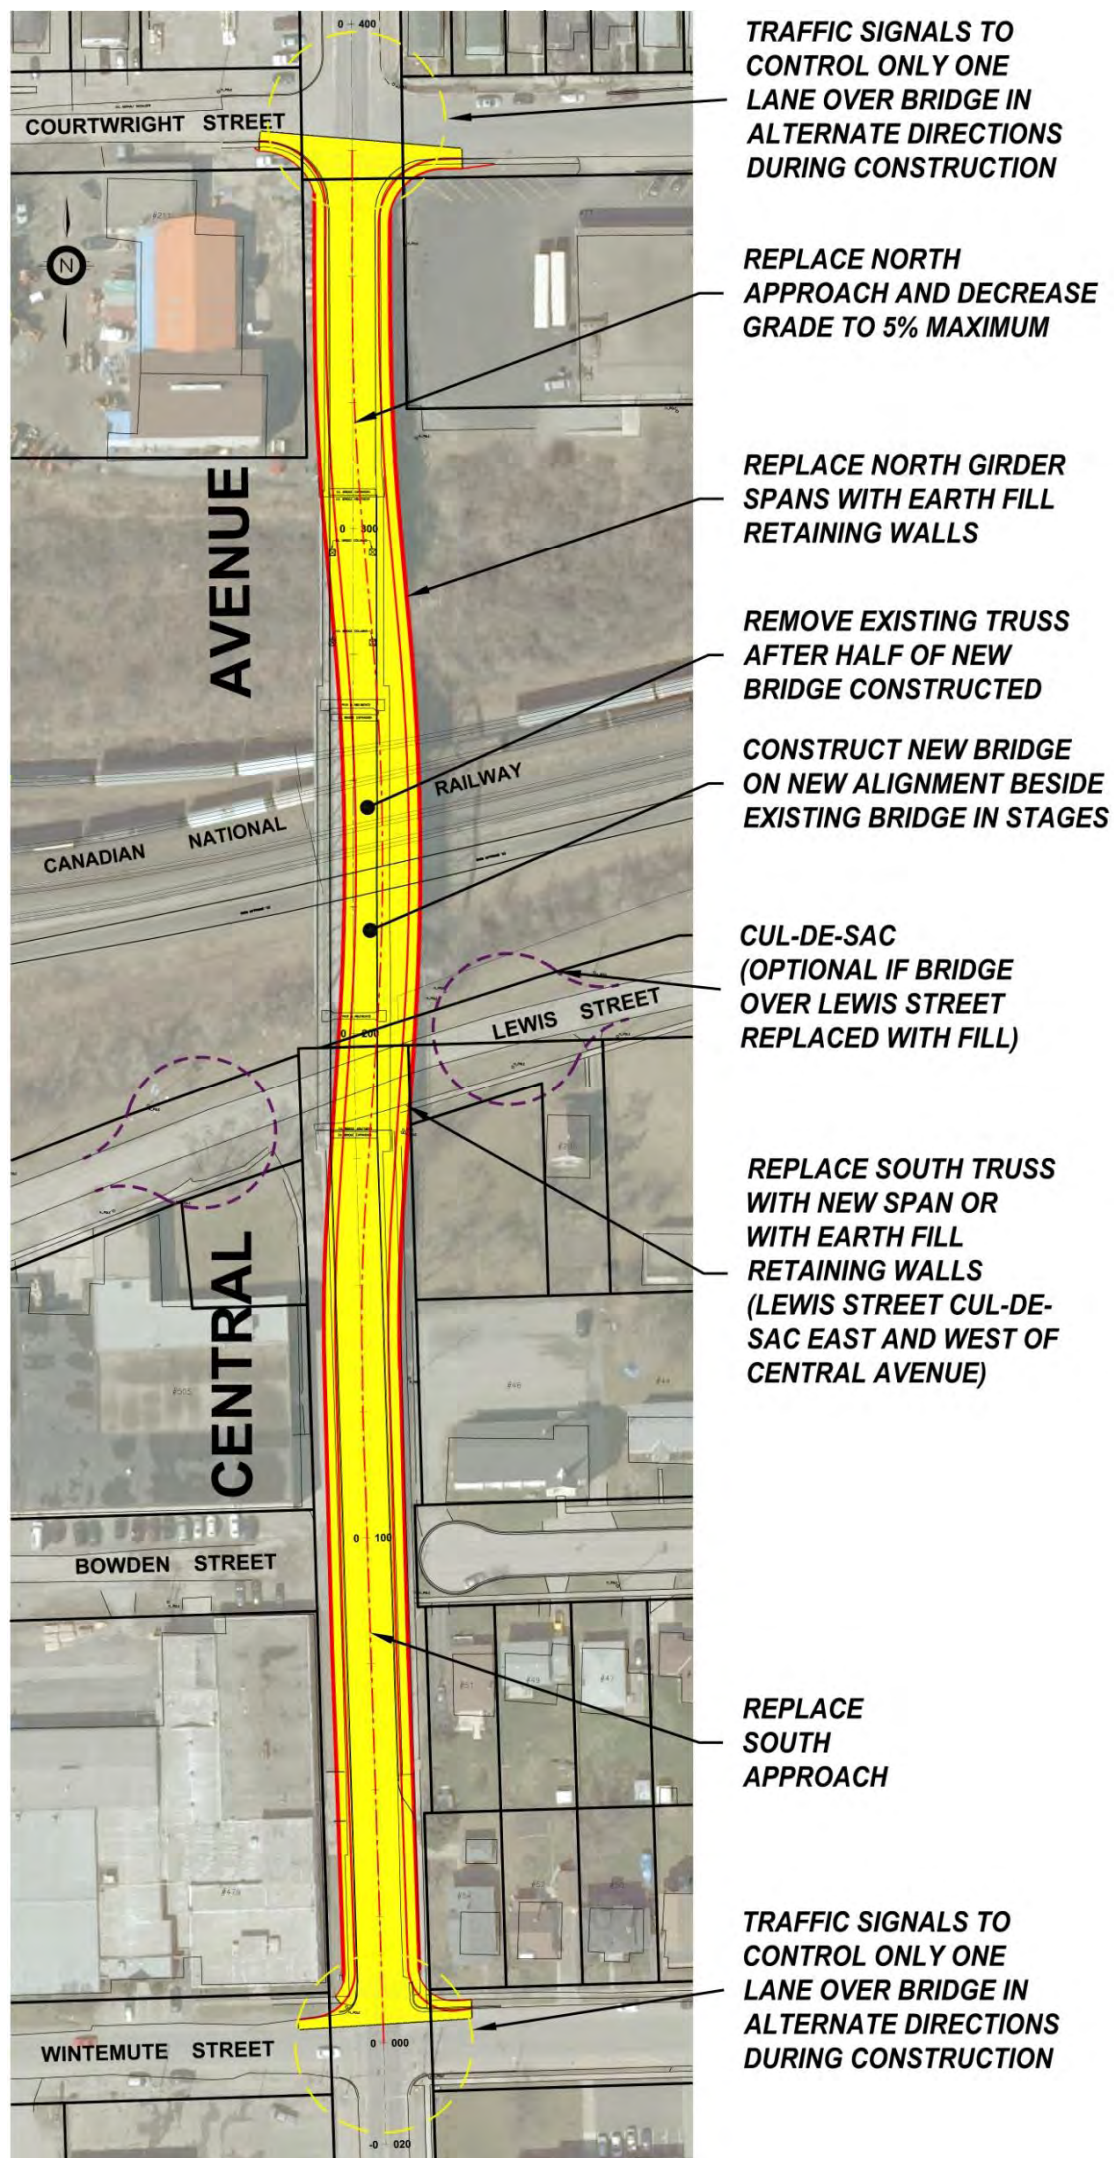 0 400
TRAFFIC SIGNALS TO
CONTROL ONLY ONE
LANE OVER BRIDGE IN
ALTERNATE DIRECTIONS
DURING CONSTRUCTION
COURTWRIGHT STREET
N
REPLACE NORTH
APPROACH AND DECREASE
GRADE TO 5% MAXIMUM
AVENUE
REPLACE NORTH GIRDER
SPANS WITH EARTH FILL
RETAINING WALLS
0 300
REMOVE EXISTING TRUSS
AFTER HALF OF NEW
BRIDGE CONSTRUCTED
CONSTRUCT NEW BRIDGE
ON NEW ALIGNMENT BESIDE
EXISTING BRIDGE IN STAGES
CANADIAN NATIONAL RAILWAY
CUL-DE-SAC
(OPTIONAL IF BRIDGE
OVER LEWIS STREET
REPLACED WITH FILL)
LEWIS STREET
0 200
REPLACE SOUTH TRUSS
WITH NEW SPAN OR
WITH EARTH FILL
RETAINING WALLS
(LEWIS STREET CUL-DE-
SAC EAST AND WEST OF
CENTRAL AVENUE)
CENTRAL
#505
#46
#44
0 100
BOWDEN STREET
#51
#49
#47
REPLACE
SOUTH
APPROACH
TRAFFIC SIGNALS TO
CONTROL ONLY ONE
LANE OVER BRIDGE IN
ALTERNATE DIRECTIONS
DURING CONSTRUCTION
WINTEMUTE STREET
0 000
-0 020